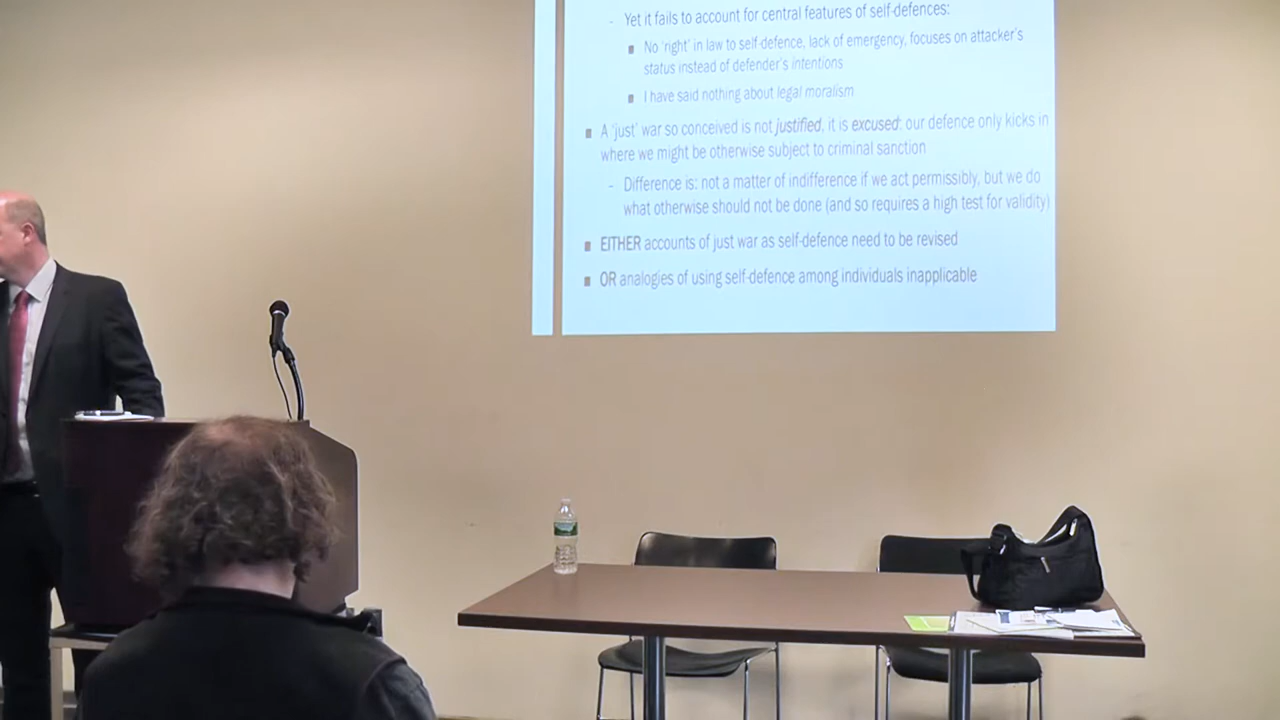 - Yet it fails to account for central features of self-defences:
■ No 'right' in law to self-defence, lack of emergency, focuses on attacker's
status instead of defender's intentions
■ I have said nothing about legal moralism
■ A 'just' war so conceived is not justified, it is excused: our defence only kicks in
where we might be otherwise subject to criminal sanction
- Difference is: not a matter of indifference if we act permissibly, but we do
what otherwise should not be done (and so requires a high test for validity)
■ EITHER accounts of just war as self-defence need to be revised
■ OR analogies of using self-defence among individuals inapplicable